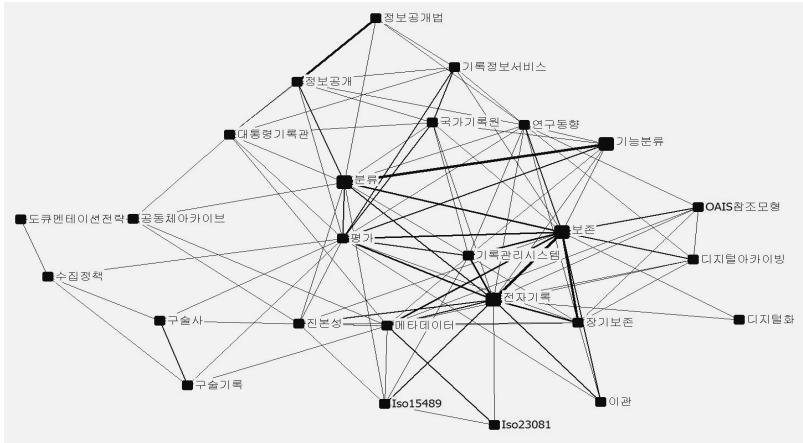 정보공개법
기록정보서비스
정보공개
국가기록원
연구동향
대통령기록관
기능분류
분류
OAIS참조모형
도큐멘테이션전략
공동체아카이브
보존
평가
기록관리시스템
디지털아카이빙
수집정책
전자기록
구술사
진본성
메타데이터
장기보존
디지털화
구술기록
Iso15489
이관
Iso23081